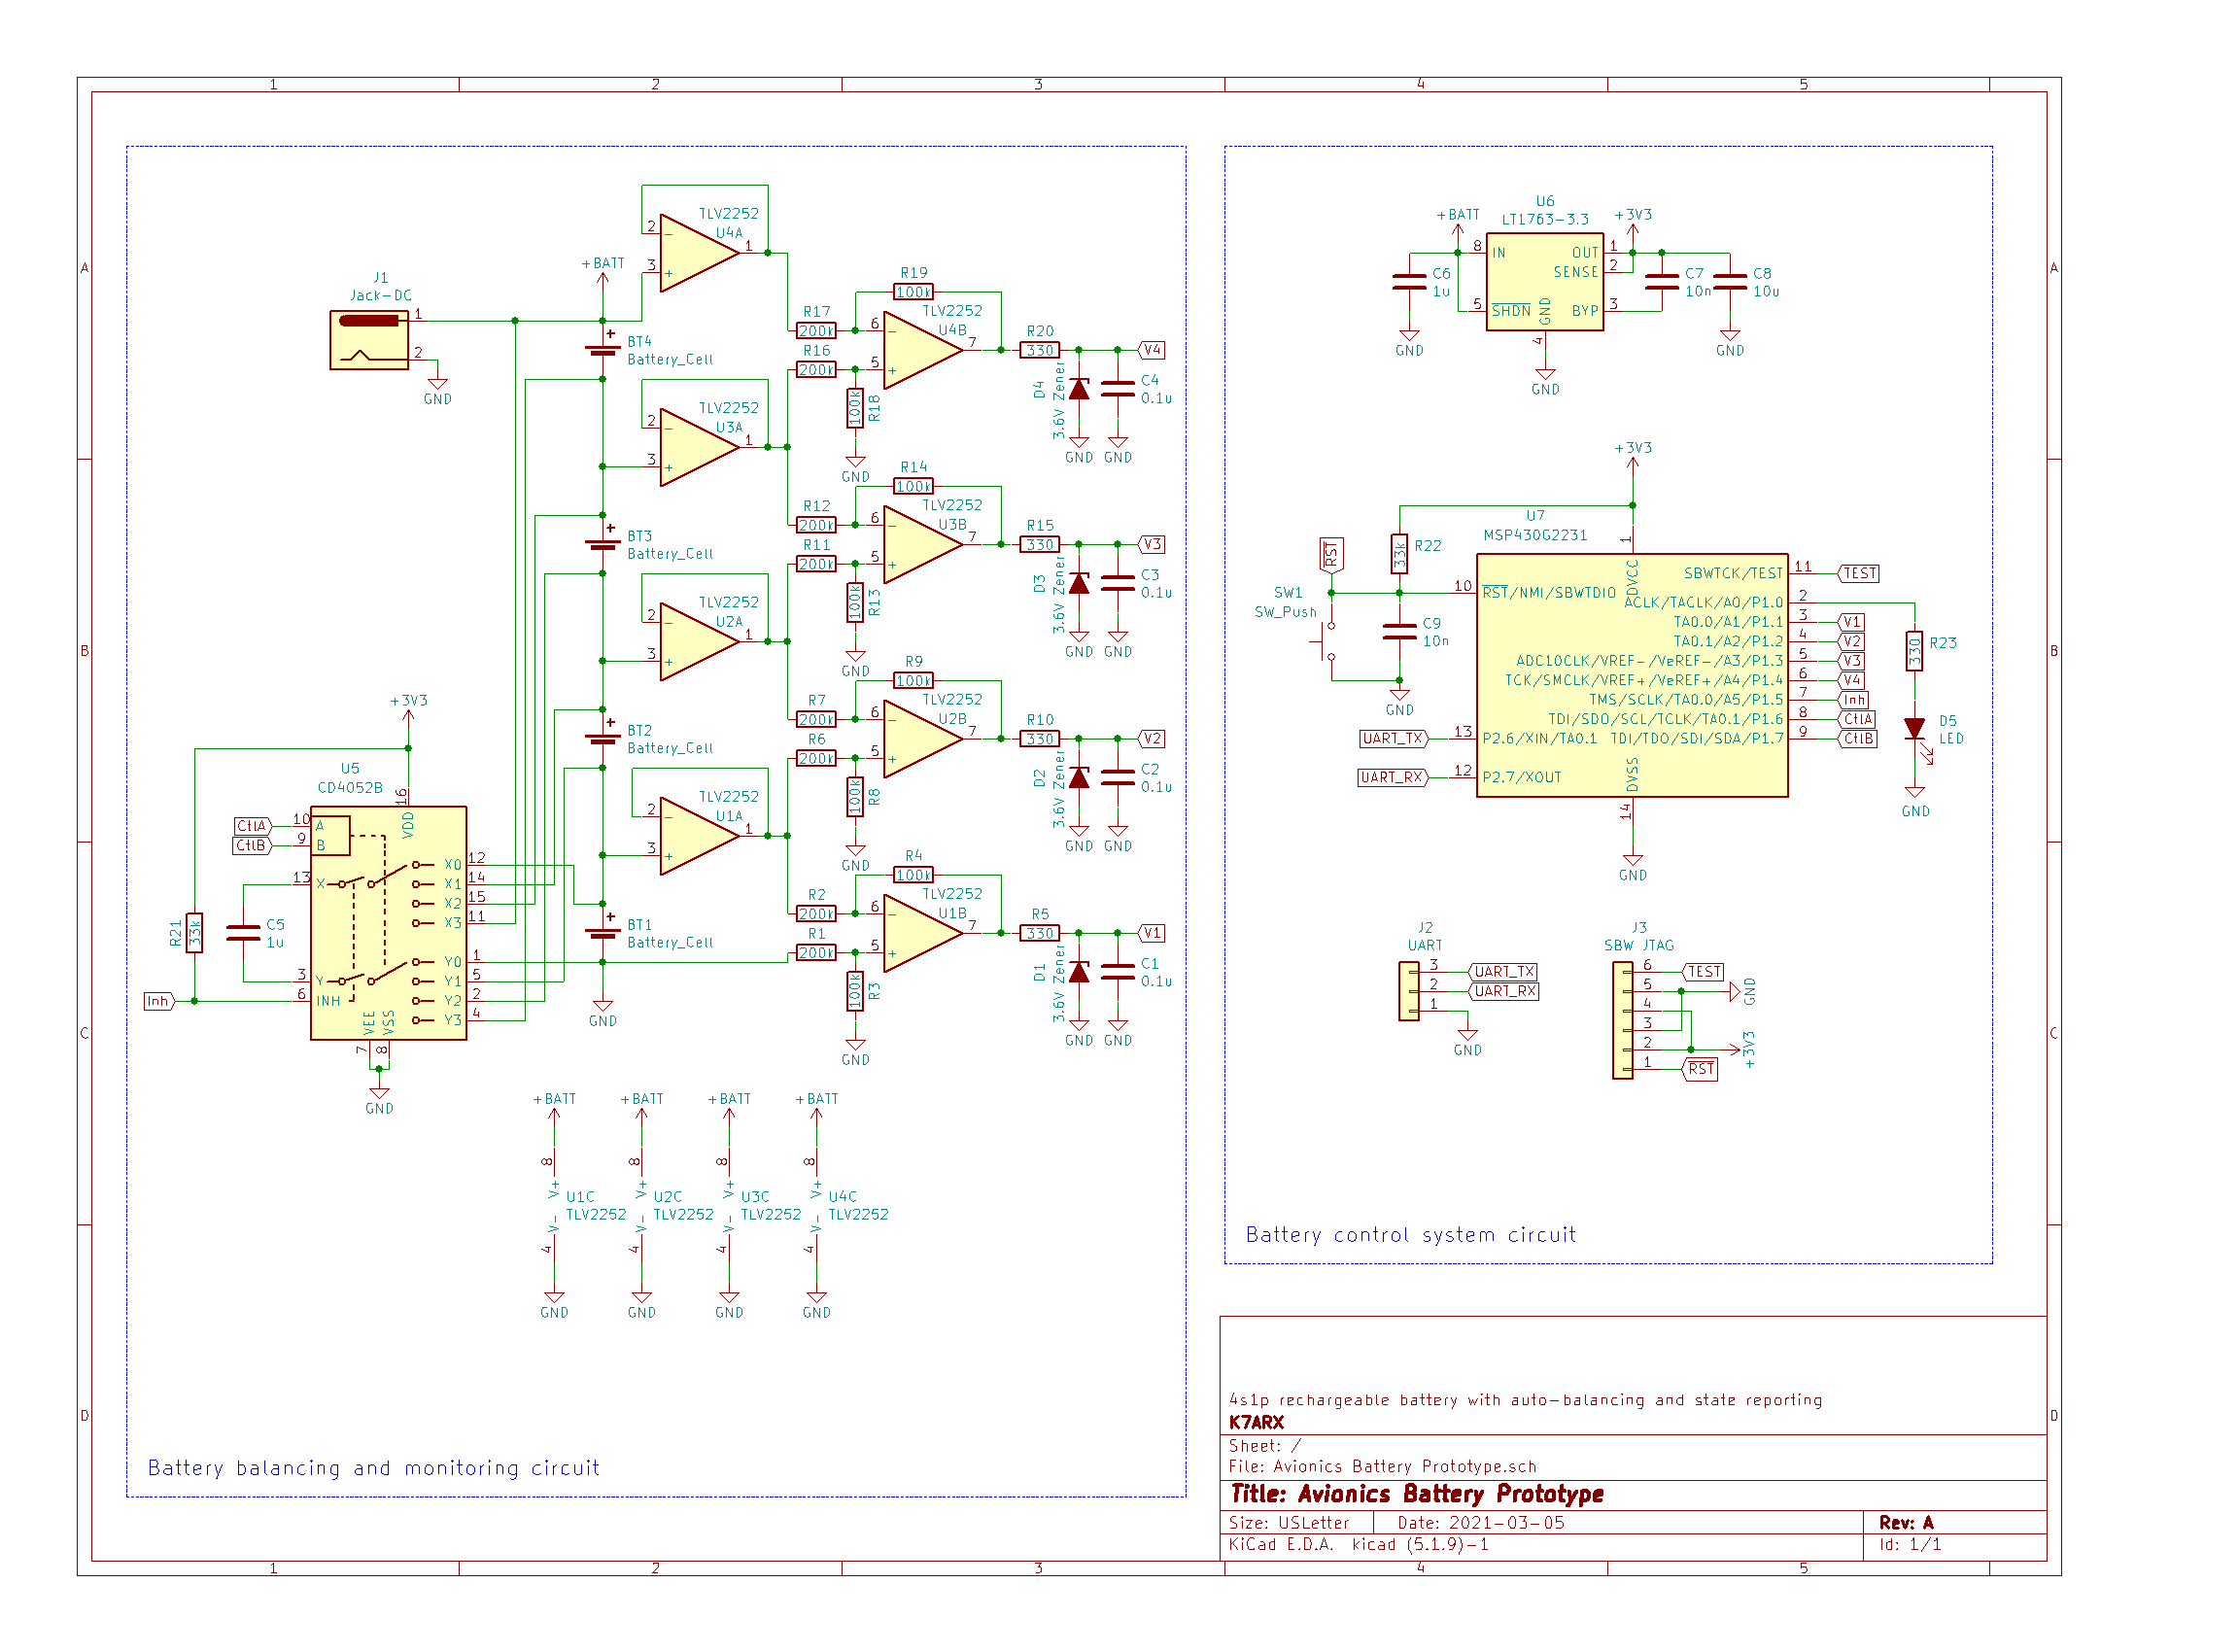 1 2 3 4 5
A
B
C
D
A
B
C
D
1 2 3 4 5
TLV2252
U4A
2
3
1
-
+
+BATT
J1
Jack-DC
1
2
GND
BT4
Battery_Cell
R19
100k
TLV2252
U4B
R17
200k
R16
200k
6
5
7
-
+
100k
R18
GND
R20
330
D4
3.6V Zener
C4
0.1u
GND GND
V4
TLV2252
U3A
2
3
1
-
+
BT3
Battery_Cell
R14
100k
TLV2252
U3B
R12
200k
R11
200k
6
5
7
-
+
100k
R13
GND
R15
330
D3
3.6V Zener
C3
0.1u
GND GND
V3
TLV2252
U2A
2
3
1
-
+
BT2
Battery_Cell
R9
100k
TLV2252
U2B
R7
200k
R6
200k
6
5
7
-
+
100k
R8
GND
R10
330
D2
3.6V Zener
C2
0.1u
GND GND
V2
TLV2252
U1A
2
3
1
-
+
BT1
Battery_Cell
GND
R4
100k
TLV2252
U1B
R2
200k
R1
200k
6
5
7
-
+
100k
R3
GND
R5
330
D1
3.6V Zener
C1
0.1u
GND GND
V1
+3V3
U5
CD4052B
16
VDD
CtlA 10 A
CtlB 9 B
13 X
3 Y
6 INH
Inh
R21
33k
C5
1u
X0 12
X1 14
X2 15
X3 11
Y0 1
Y1 5
Y2 2
Y3 4
VEE VSS
7 8
GND
+BATT +BATT +BATT +BATT
8 8 8 8
V+ V+ V+ V+
U1C U2C U3C U4C
TLV2252 TLV2252 TLV2252 TLV2252
V- V- V- V-
4 4 4 4
GND GND GND GND
Battery balancing and monitoring circuit
U6
LT1763-3.3
+BATT
+3V3
8 IN
5 SHDN
OUT 1
SENSE 2
BYP 3
GND
4
GND
C6
1u
GND
C7
10n
C8
10u
GND
+3V3
U7
MSP430G2231
1
DVCC
RST
R22
33k
SW1
SW_Push
C9
10n
GND
10 RST/NMI/SBWTDIO
SBWTCK/TEST 11 TEST
ACLK/TACLK/A0/P1.0 2
TA0.0/A1/P1.1 3 V1
TA0.1/A2/P1.2 4 V2
ADC10CLK/VREF-/VeREF-/A3/P1.3 5 V3
TCK/SMCLK/VREF+/VeREF+/A4/P1.4 6 V4
TMS/SCLK/TA0.0/A5/P1.5 7 Inh
TDI/SDO/SCL/TCLK/TA0.1/P1.6 8 CtlA
TDI/TDO/SDI/SDA/P1.7 9 CtlB
UART_TX 13 P2.6/XIN/TA0.1
UART_RX 12 P2.7/XOUT
DVSS
14
GND
R23
330
D5
LED
GND
J2
UART
3 UART_TX
2 UART_RX
1
GND
J3
SBW JTAG
6 TEST
5 GND
4
3
2 +3V3
1 RST
Battery control system circuit
4s1p rechargeable battery with auto-balancing and state reporting
K7ARX
Sheet: /
File: Avionics Battery Prototype.sch
Title: Avionics Battery Prototype
Size: USLetter Date: 2021-03-05 Rev: A
KiCad E.D.A. kicad (5.1.9)-1 Id: 1/1